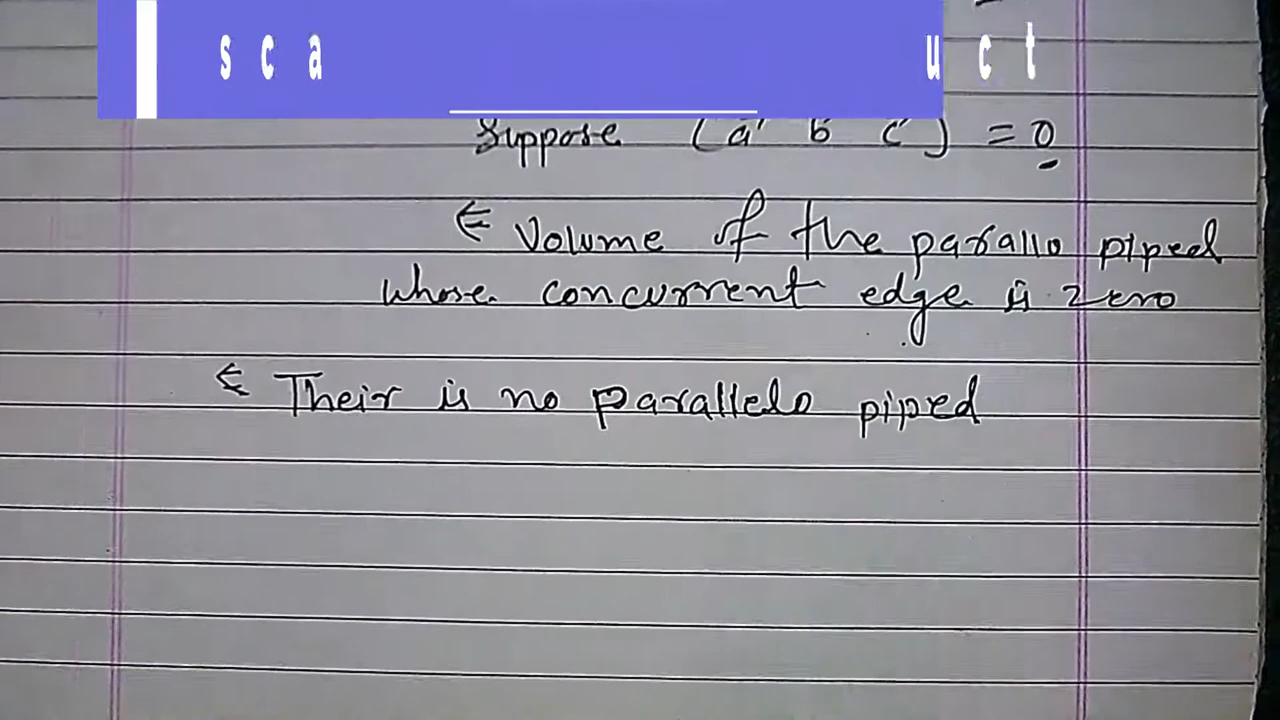 s c a u c t
Suppose [a b c] = 0
∈ Volume of the parallo piped
whose concurrent edge is zero
∈ Their is no parallelo piped